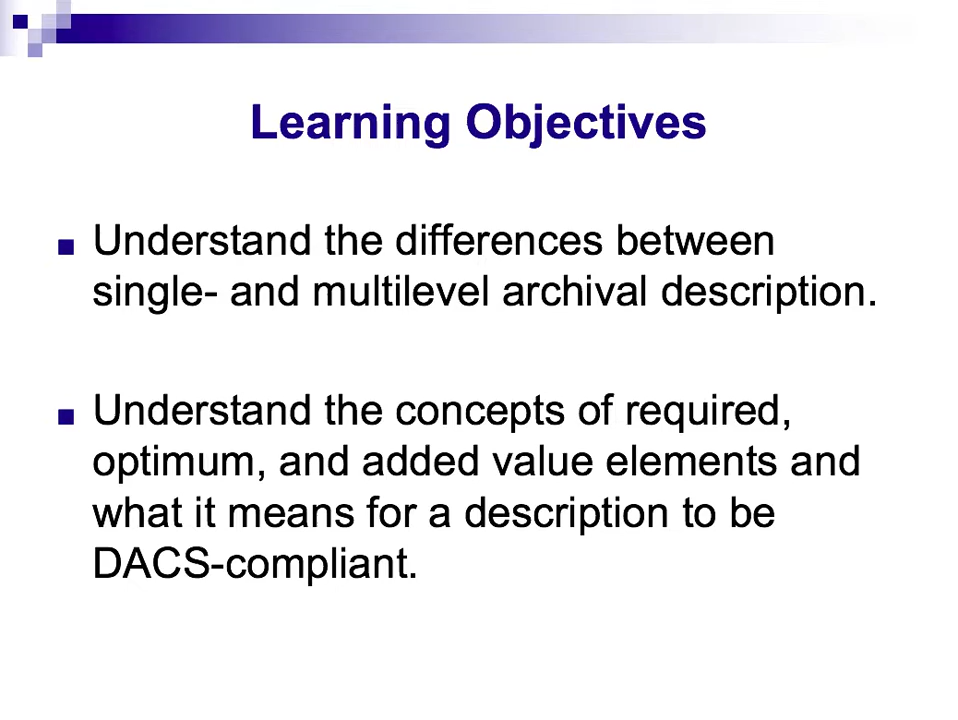 Learning Objectives
Understand the differences between
single- and multilevel archival description.
Understand the concepts of required,
optimum, and added value elements and
what it means for a description to be
DACS-compliant.